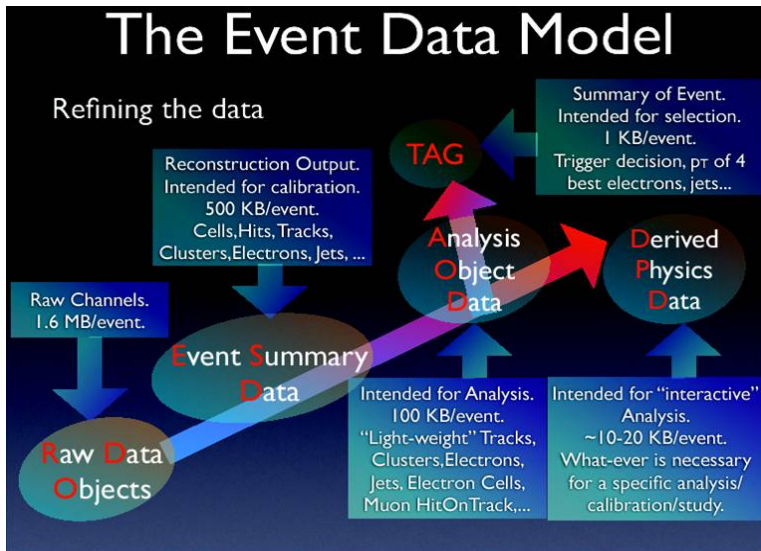 The Event Data Model
Refining the data
Summary of Event.
Intended for selection.
1 KB/event.
Trigger decision, pT of 4
best electrons, jets...
TAG
Reconstruction Output.
Intended for calibration.
500 KB/event.
Cells,Hits,Tracks,
Clusters,Electrons, Jets, ...
Analysis
Object
Data
Derived
Physics
Data
Raw Channels.
1.6 MB/event.
Event Summary
Data
Intended for Analysis.
100 KB/event.
“Light-weight” Tracks,
Clusters,Electrons,
Jets, Electron Cells,
Muon HitOnTrack,...
Intended for “interactive”
Analysis.
~10-20 KB/event.
What-ever is necessary
for a specific analysis/
calibration/study.
Raw Data
Objects